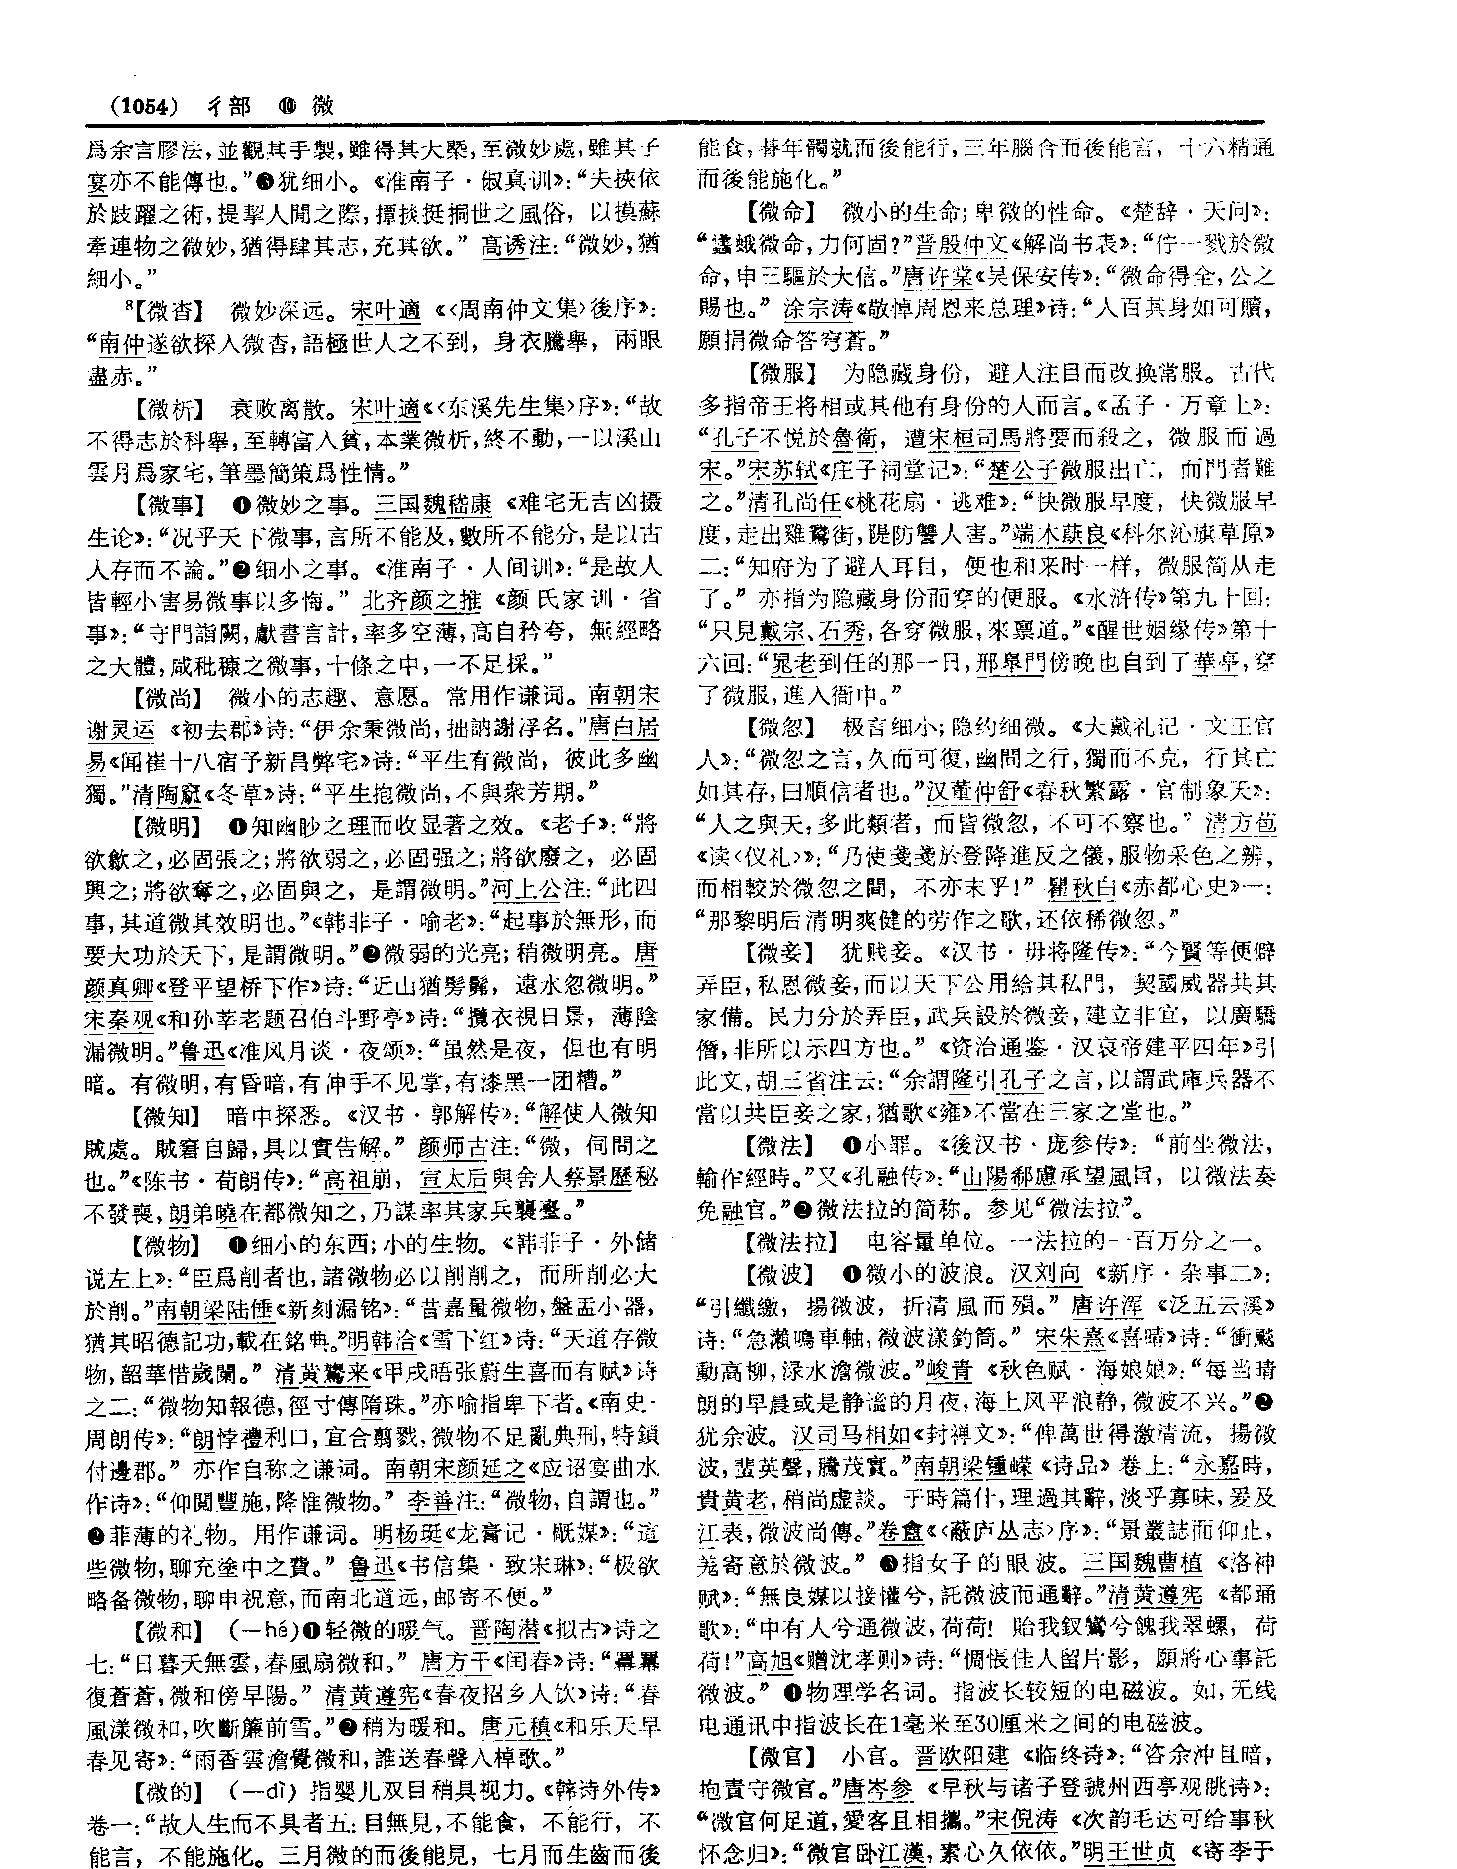 (1054) 彳部 ⑩ 微
爲余言膠法,並觀其手製,雖得其大槩,至微妙處,雖其子
宴亦不能傳也。”❸犹细小。《淮南子·俶真训》:“夫挾依
於跂躍之術,提挈人間之際,撢掞挺挏世之風俗，以摸蘇
牽連物之微妙,猶得肆其志,充其欲。” 高诱注:“微妙,猶
細小。”
⁸【微杳】 微妙深远。宋叶適《〈周南仲文集〉後序》:
“南仲遂欲探入微杳,語極世人之不到，身衣騰舉，兩眼
盡赤。”
【微析】 衰败离散。宋叶適《〈东溪先生集〉序》:“故
不得志於科舉,至轉富入貧,本業微析,終不動,一以溪山
雲月爲家宅,筆墨簡策爲性情。”
【微事】 ❶微妙之事。三国魏嵇康《难宅无吉凶摄
生论》:“况乎天下微事,言所不能及,數所不能分,是以古
人存而不論。”❷细小之事。《淮南子·人间训》:“是故人
皆輕小害易微事以多悔。” 北齐颜之推《颜氏家训·省
事》:“守門詣闕,獻書言計,率多空薄,高自矜夸，無經略
之大體,咸秕糠之微事,十條之中,一不足採。”
【微尚】 微小的志趣、意愿。常用作谦词。南朝宋
谢灵运《初去郡》诗:“伊余秉微尚,拙訥謝浮名。”唐白居
易《闻崔十八宿予新昌弊宅》诗:“平生有微尚，彼此多幽
獨。”清陶窳《冬草》诗:“平生抱微尚,不與衆芳期。”
【微明】 ❶知幽眇之理而收显著之效。《老子》:“將
欲歙之,必固張之;將欲弱之,必固强之;將欲廢之，必固
興之;將欲奪之,必固與之，是謂微明。”河上公注:“此四
事,其道微其效明也。”《韩非子·喻老》:“起事於無形,而
要大功於天下,是謂微明。”❷微弱的光亮;稍微明亮。唐
颜真卿《登平望桥下作》诗:“近山猶髣髴，遠水忽微明。”
宋秦观《和孙莘老题召伯斗野亭》诗:“攬衣視日景，薄陰
漏微明。”鲁迅《准风月谈·夜颂》:“虽然是夜，但也有明
暗。有微明,有昏暗,有伸手不见掌,有漆黑一团糟。”
【微知】 暗中探悉。《汉书·郭解传》:“解使人微知
賊處。賊窘自歸,具以實告解。” 颜师古注:“微，伺問之
也。”《陈书·荀朗传》:“高祖崩，宣太后與舍人蔡景歷秘
不發喪,朗弟曉在都微知之,乃謀率其家兵襲臺。”
【微物】 ❶细小的东西;小的生物。《韩非子·外储
说左上》:“臣爲削者也,諸微物必以削削之，而所削必大
於削。”南朝梁陆倕《新刻漏铭》:“昔嘉量微物,盤盂小器,
猶其昭德記功,載在銘典。”明韩洽《雪下红》诗:“天道存微
物,韶華惜歲闌。” 清黄鷟来《甲戌晤张蔚生喜而有赋》诗
之二:“微物知報德,徑寸傳隋珠。”亦喻指卑下者。《南史·
周朗传》:“朗悖禮利口,宜合翦戮,微物不足亂典刑,特鎖
付邊郡。” 亦作自称之谦词。南朝宋颜延之《应诏宴曲水
作诗》:“仰閲豐施,降惟微物。” 李善注:“微物,自謂也。”
❷菲薄的礼物。用作谦词。明杨珽《龙膏记·邸媒》:“這
些微物,聊充塗中之費。” 鲁迅《书信集·致宋琳》:“极欲
略备微物,聊申祝意,而南北道远,邮寄不便。”
【微和】 (—hé)❶轻微的暖气。晋陶潜《拟古》诗之
七:“日暮天無雲,春風扇微和。” 唐方干《闰春》诗:“羃羃
復蒼蒼,微和傍早陽。” 清黄遵宪《春夜招乡人饮》诗:“春
風漾微和,吹斷簾前雪。”❷稍为暖和。唐元稹《和乐天早
春见寄》:“雨香雲澹覺微和,誰送春聲入棹歌。”
【微的】 (—dì) 指婴儿双目稍具视力。《韩诗外传》
卷一:“故人生而不具者五:目無見,不能食，不能行，不
能言，不能施化。三月微的而後能見，七月而生齒而後
能食,朞年髑就而後能行,三年腦合而後能言，十六精通
而後能施化。”
【微命】 微小的生命;卑微的性命。《楚辞·天问》:
“蠭蛾微命,力何固?”晋殷仲文《解尚书表》:“佇一戮於微
命,申三驅於大信。”唐许棠《吴保安传》:“微命得全,公之
賜也。” 涂宗涛《敬悼周恩来总理》诗:“人百其身如可贖,
願捐微命答穹蒼。”
【微服】 为隐藏身份，避人注目而改换常服。古代
多指帝王将相或其他有身份的人而言。《孟子·万章上》:
“孔子不悦於魯衛，遭宋桓司馬將要而殺之，微服而過
宋。”宋苏轼《庄子祠堂记》:“楚公子微服出亡，而門者難
之。”清孔尚任《桃花扇·逃难》:“快微服早度，快微服早
度,走出雞鵞街,隄防讐人害。”端木蕻良《科尔沁旗草原》
二:“知府为了避人耳目，便也和来时一样，微服简从走
了。” 亦指为隐藏身份而穿的便服。《水浒传》第九十回:
“只見戴宗、石秀,各穿微服,來禀道。”《醒世姻缘传》第十
六回:“晁老到任的那一日,邢臯門傍晚也自到了華亭,穿
了微服,進入衙中。”
【微忽】 极言细小;隐约细微。《大戴礼记·文王官
人》:“微忽之言,久而可復,幽間之行,獨而不克，行其亡
如其存,曰順信者也。”汉董仲舒《春秋繁露·官制象天》:
“人之與天,多此類者，而皆微忽，不可不察也。” 清方苞
《读〈仪礼〉》:“乃使戔戔於登降進反之儀,服物采色之辨,
而相較於微忽之間，不亦末乎!” 瞿秋白《赤都心史》一:
“那黎明后清明爽健的劳作之歌,还依稀微忽。”
【微妾】 犹贱妾。《汉书·毋将隆传》:“今賢等便僻
弄臣,私恩微妾,而以天下公用給其私門，契國威器共其
家備。民力分於弄臣,武兵設於微妾,建立非宜，以廣驕
僭,非所以示四方也。”《资治通鉴·汉哀帝建平四年》引
此文,胡三省注云:“余謂隆引孔子之言,以謂武庫兵器不
當以共臣妾之家,猶歌《雍》不當在三家之堂也。”
【微法】 ❶小罪。《後汉书·庞参传》:“前坐微法,
輸作經時。”又《孔融传》:“山陽郗慮承望風旨，以微法奏
免融官。”❷微法拉的简称。参见“微法拉”。
【微法拉】 电容量单位。一法拉的一百万分之一。
【微波】 ❶微小的波浪。汉刘向《新序·杂事二》:
“引纖繳，揚微波，折清風而殞。” 唐许浑《泛五云溪》
诗:“急瀨鳴車軸,微波漾釣筒。” 宋朱熹《喜晴》诗:“衝飈
動高柳,渌水澹微波。”峻青《秋色赋·海娘娘》:“每当晴
朗的早晨或是静谧的月夜,海上风平浪静,微波不兴。”❷
犹余波。汉司马相如《封禅文》:“俾萬世得激清流，揚微
波,蜚英聲,騰茂實。”南朝梁锺嵘《诗品》卷上:“永嘉時,
貴黄老,稍尚虚談。于時篇什,理過其辭,淡乎寡味,爰及
江表,微波尚傳。”卷盦《〈蔽庐丛志〉序》:“景叢誌而仰止,
羌寄意於微波。” ❸指女子的眼波。三国魏曹植《洛神
赋》:“無良媒以接懽兮,託微波而通辭。”清黄遵宪《都踊
歌》:“中有人兮通微波,荷荷! 貽我釵鸞兮餽我翠螺，荷
荷!”高旭《赠沈孝则》诗:“惆悵佳人留片影，願將心事託
微波。” ❹物理学名词。指波长较短的电磁波。如,无线
电通讯中指波长在1毫米至30厘米之间的电磁波。
【微官】 小官。晋欧阳建《临终诗》:“咨余沖且暗,
抱責守微官。”唐岑参《早秋与诸子登虢州西亭观眺诗》:
“微官何足道,愛客且相攜。”宋倪涛《次韵毛达可给事秋
怀念归》:“微官卧江漢,素心久依依。”明王世贞《寄李于